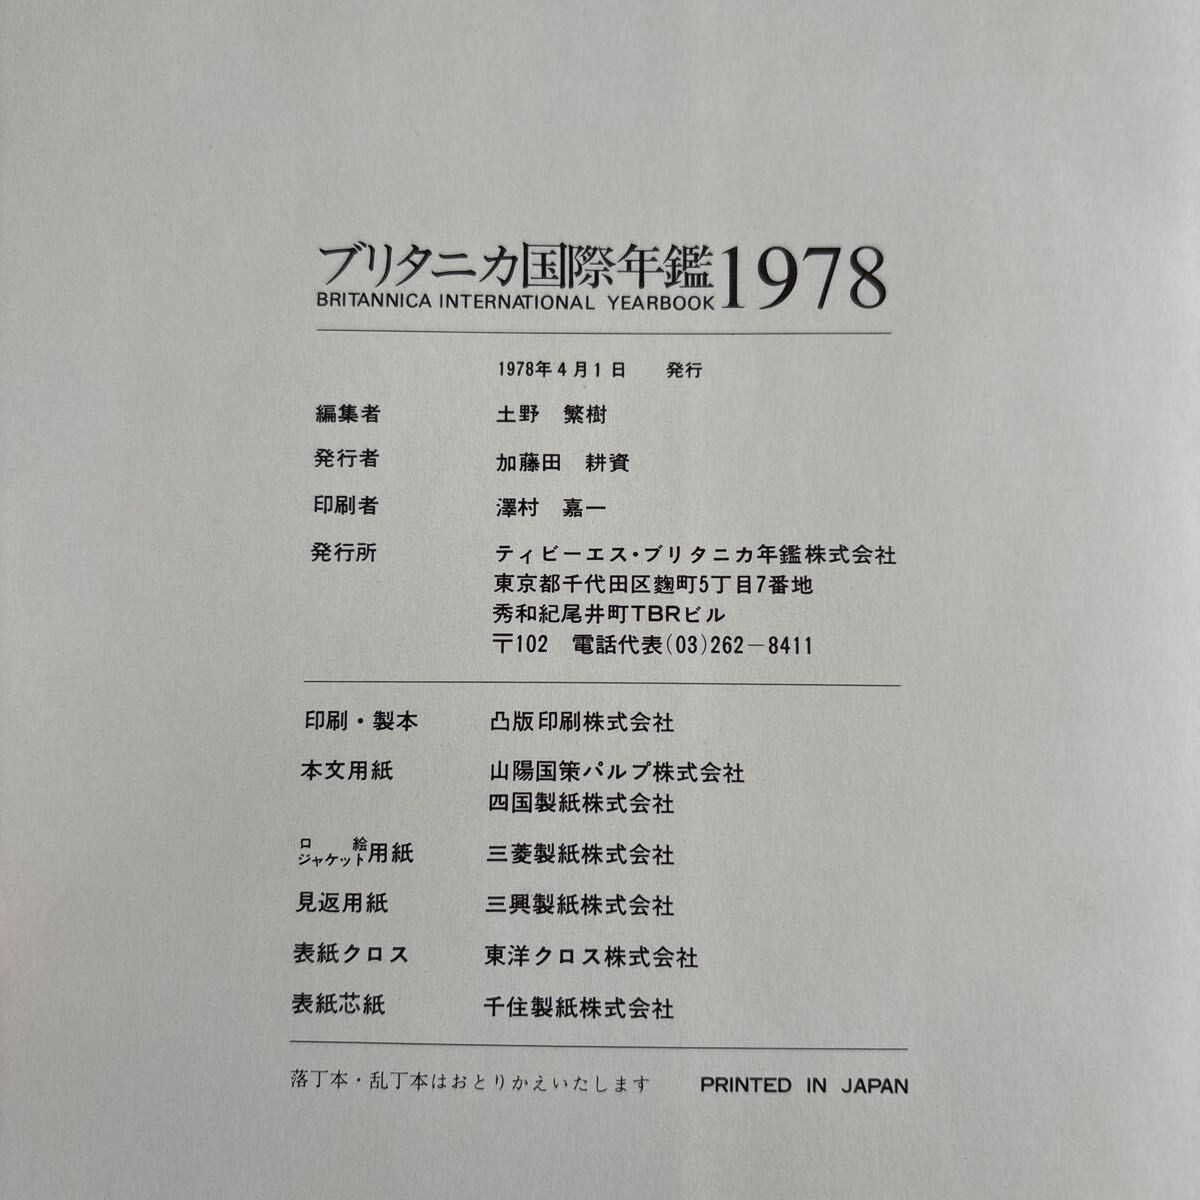 ブリタニカ国際年鑑1978
BRITANNICA INTERNATIONAL YEARBOOK
1978年4月1日 発行
編集者 土野 繁樹
発行者 加藤田 耕資
印刷者 澤村 嘉一
発行所 ティビーエス・ブリタニカ年鑑株式会社
東京都千代田区麴町5丁目7番地
秀和紀尾井町TBRビル
〒102 電話代表(03)262-8411
印刷・製本 凸版印刷株式会社
本文用紙 山陽国策パルプ株式会社
四国製紙株式会社
口絵
ジャケット用紙 三菱製紙株式会社
見返用紙 三興製紙株式会社
表紙クロス 東洋クロス株式会社
表紙芯紙 千住製紙株式会社
落丁本・乱丁本はおとりかえいたします PRINTED IN JAPAN